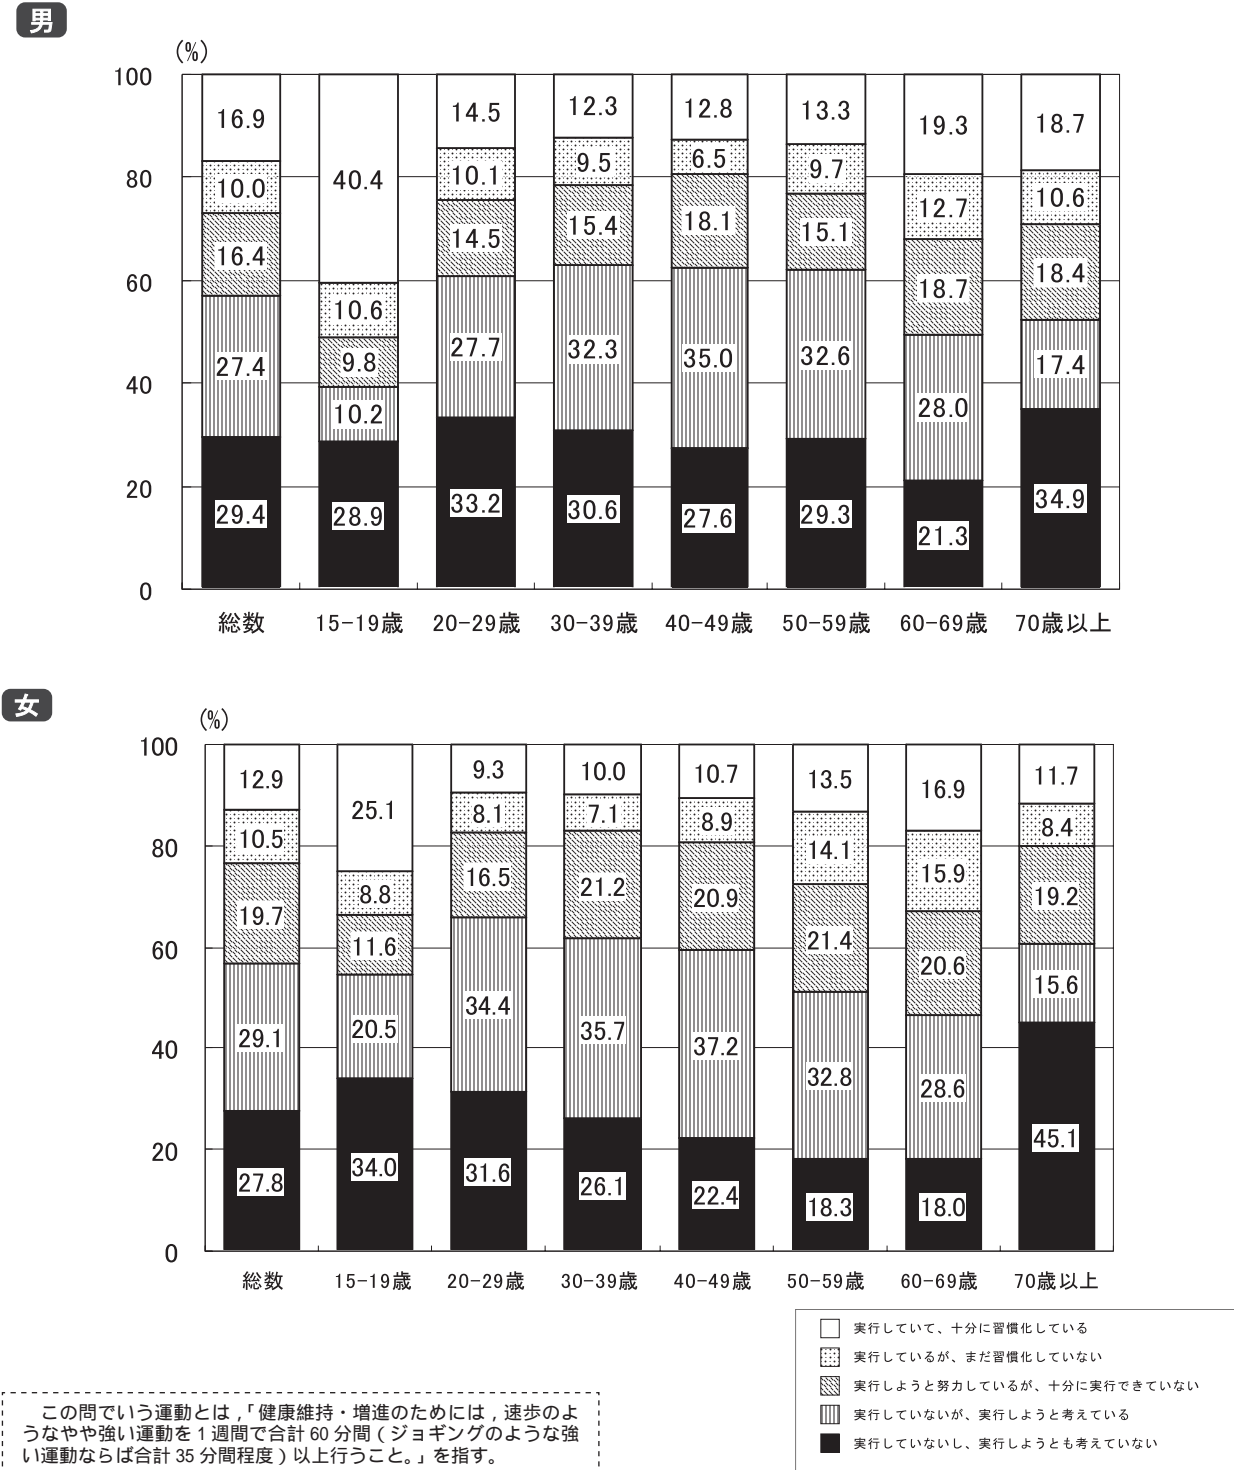 男
(%)
100
80
60
40
20
0
16.9 40.4 14.5 12.3 12.8 13.3 19.3 18.7
10.0 10.6 10.1 9.5 6.5 9.7 12.7 10.6
16.4 9.8 14.5 15.4 18.1 15.1 18.7 18.4
27.4 10.2 27.7 32.3 35.0 32.6 28.0 17.4
29.4 28.9 33.2 30.6 27.6 29.3 21.3 34.9
総数 15-19歳 20-29歳 30-39歳 40-49歳 50-59歳 60-69歳 70歳以上
女
(%)
100
80
60
40
20
0
12.9 25.1 9.3 10.0 10.7 13.5 16.9 11.7
10.5 8.8 8.1 7.1 8.9 14.1 15.9 8.4
19.7 11.6 16.5 21.2 20.9 21.4 20.6 19.2
29.1 20.5 34.4 35.7 37.2 32.8 28.6 15.6
27.8 34.0 31.6 26.1 22.4 18.3 18.0 45.1
総数 15-19歳 20-29歳 30-39歳 40-49歳 50-59歳 60-69歳 70歳以上
実行していて、十分に習慣化している
実行しているが、まだ習慣化していない
実行しようと努力しているが、十分に実行できていない
実行していないが、実行しようと考えている
実行していないし、実行しようとも考えていない
この問でいう運動とは,「健康維持・増進のためには,速歩のよ
うなやや強い運動を1週間で合計60分間(ジョギングのような強
い運動ならば合計35分間程度)以上行うこと。」を指す。